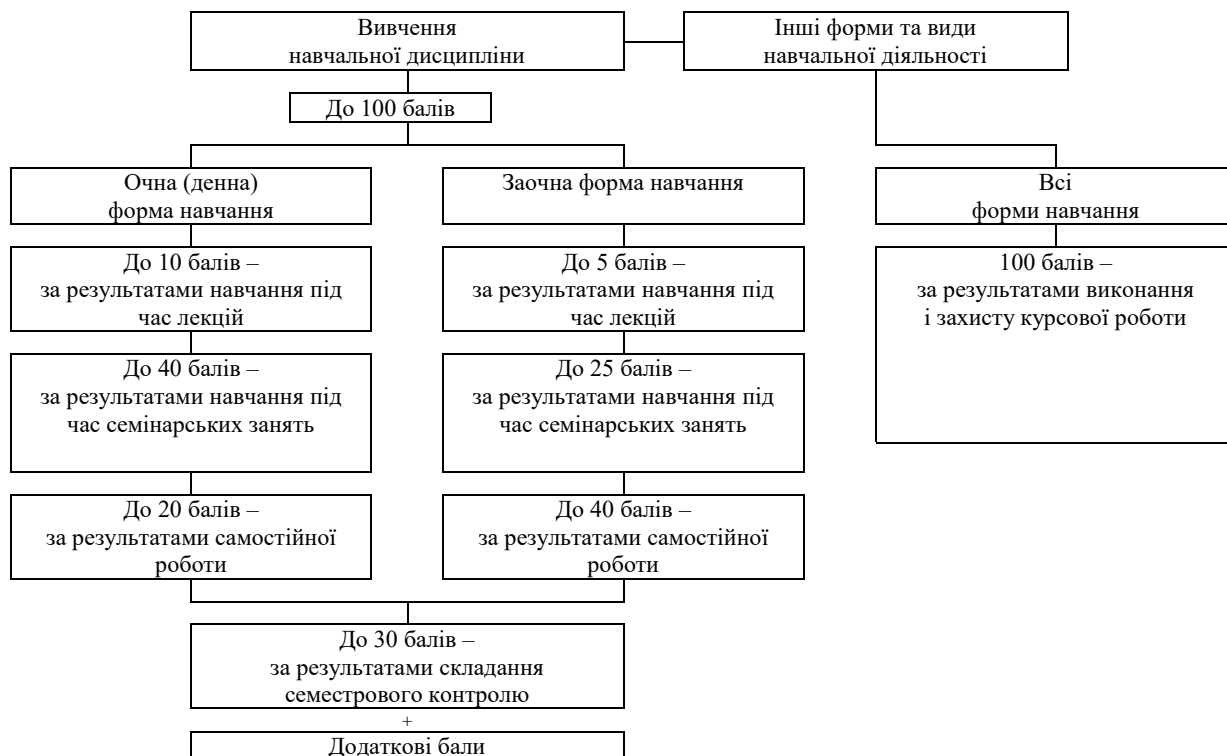 Вивчення
навчальної дисципліни
Інші форми та види
навчальної діяльності
До 100 балів
Очна (денна)
форма навчання
Заочна форма навчання
Всі
форми навчання
До 10 балів –
за результатами навчання під
час лекцій
До 5 балів –
за результатами навчання під
час лекцій
100 балів –
за результатами виконання
і захисту курсової роботи
До 40 балів –
за результатами навчання під
час семінарських занять
До 25 балів –
за результатами навчання під
час семінарських занять
До 20 балів –
за результатами самостійної
роботи
До 40 балів –
за результатами самостійної
роботи
До 30 балів –
за результатами складання
семестрового контролю
+
Додаткові бали